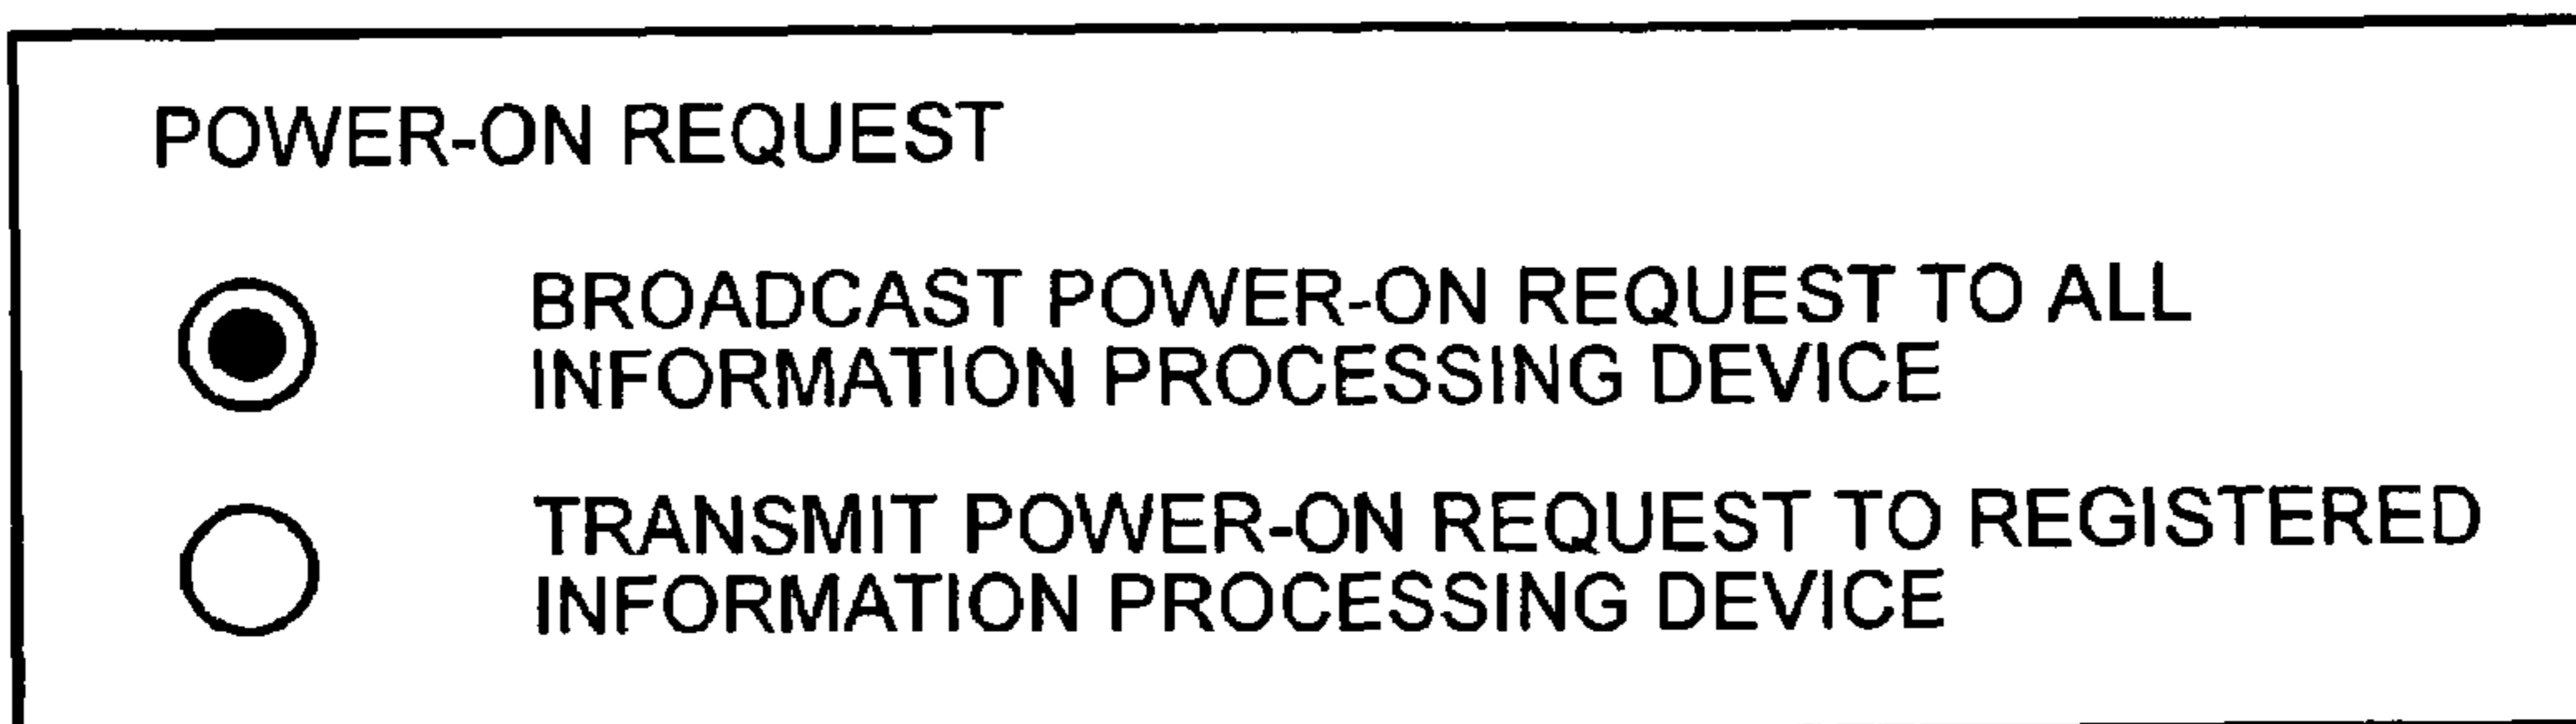 POWER-ON REQUEST
BROADCAST POWER-ON REQUEST TO ALL
INFORMATION PROCESSING DEVICE
TRANSMIT POWER-ON REQUEST TO REGISTERED
INFORMATION PROCESSING DEVICE